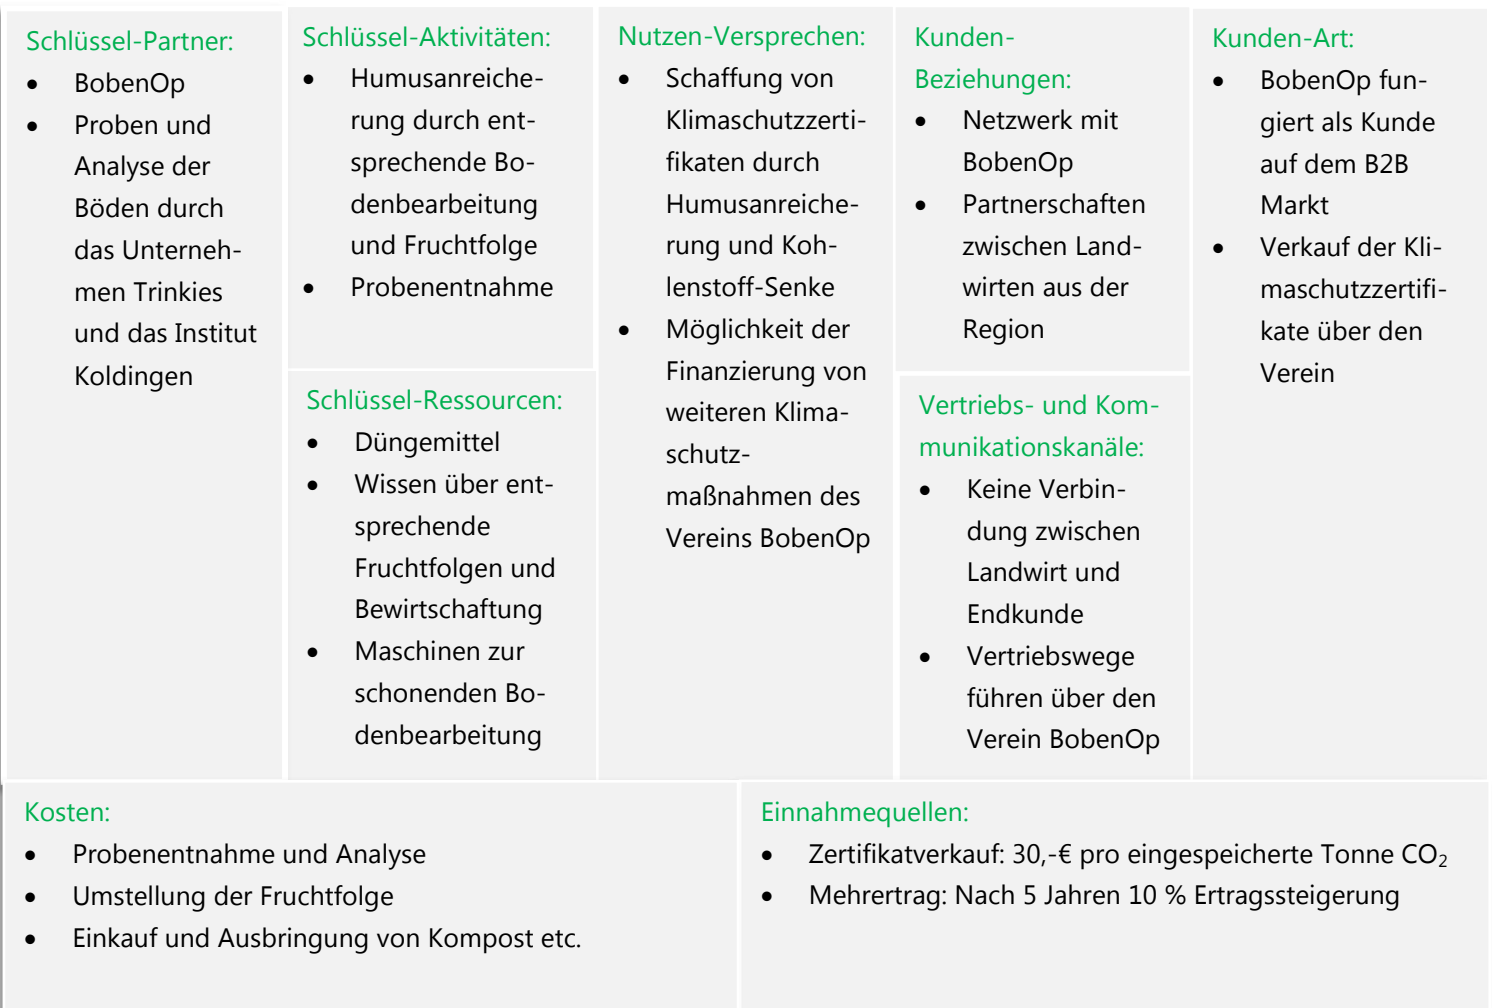 Schlüssel-Partner:
• BobenOp
• Proben und
Analyse der
Böden durch
das Unterneh-
men Trinkies
und das Institut
Koldingen
Schlüssel-Aktivitäten:
• Humusanreiche-
rung durch ent-
sprechende Bo-
denbearbeitung
und Fruchtfolge
• Probenentnahme
Schlüssel-Ressourcen:
• Düngemittel
• Wissen über ent-
sprechende
Fruchtfolgen und
Bewirtschaftung
• Maschinen zur
schonenden Bo-
denbearbeitung
Nutzen-Versprechen:
• Schaffung von
Klimaschutzzerti-
fikaten durch
Humusanreiche-
rung und Koh-
lenstoff-Senke
• Möglichkeit der
Finanzierung von
weiteren Klima-
schutz-
maßnahmen des
Vereins BobenOp
Kunden-
Beziehungen:
• Netzwerk mit
BobenOp
• Partnerschaften
zwischen Land-
wirten aus der
Region
Vertriebs- und Kom-
munikationskanäle:
• Keine Verbin-
dung zwischen
Landwirt und
Endkunde
• Vertriebswege
führen über den
Verein BobenOp
Kunden-Art:
• BobenOp fun-
giert als Kunde
auf dem B2B
Markt
• Verkauf der Kli-
maschutzzertifi-
kate über den
Verein
Kosten:
• Probenentnahme und Analyse
• Umstellung der Fruchtfolge
• Einkauf und Ausbringung von Kompost etc.
Einnahmequellen:
• Zertifikatverkauf: 30,-€ pro eingespeicherte Tonne CO₂
• Mehrertrag: Nach 5 Jahren 10 % Ertragssteigerung